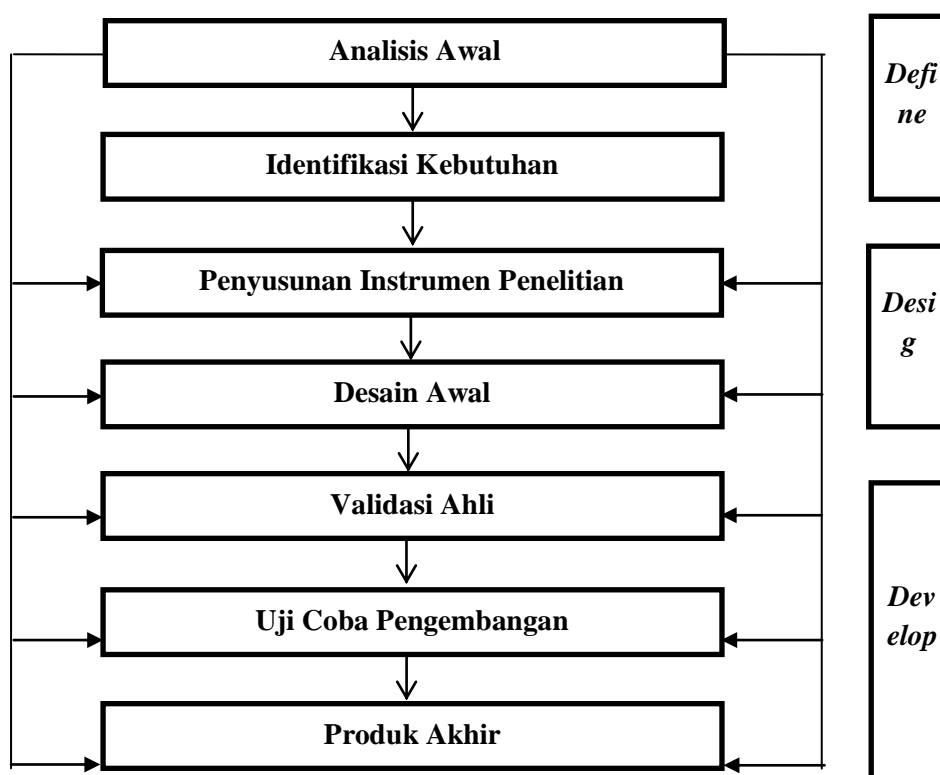 Analisis Awal
Identifikasi Kebutuhan
Penyusunan Instrumen Penelitian
Desain Awal
Validasi Ahli
Uji Coba Pengembangan
Produk Akhir
Defi
ne
Desi
g
Dev
elop